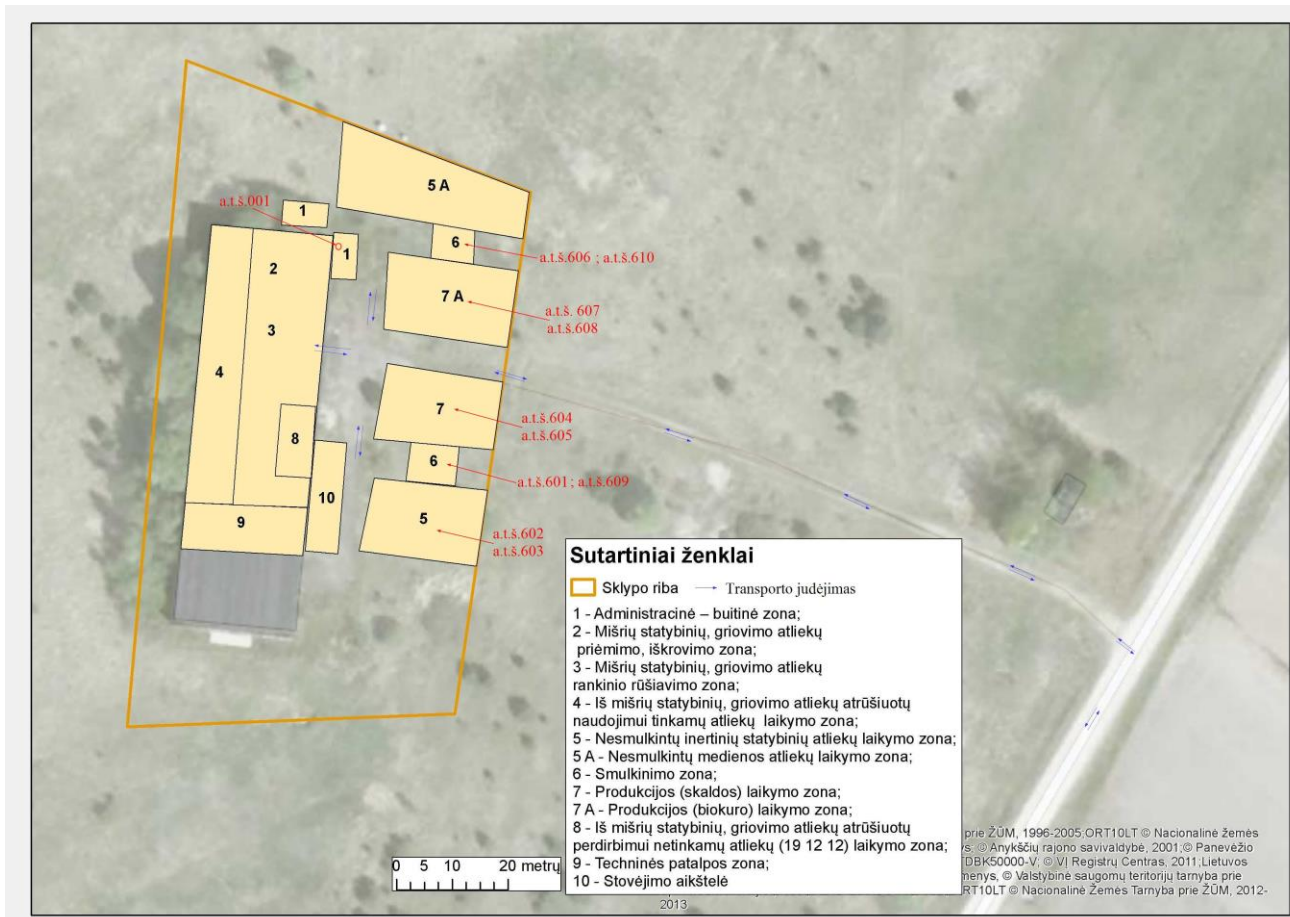 5 A
a.t.š.001
1
1
6
2
a.t.š.606 ; a.t.š.610
7 A
a.t.š. 607
3
a.t.š.608
4
7
a.t.š.604
8
a.t.š.605
6
10
a.t.š.601; a.t.š.609
9
5
a.t.š.602
a.t.š.603
Sutartiniai ženklai
Sklypo riba Transporto judėjimas
1 - Administracinė – buitinė zona;
2 - Mišrių statybinių, griovimo atliekų
priėmimo, iškrovimo zona;
3 - Mišrių statybinių, griovimo atliekų
rankinio rūšiavimo zona;
4 - Iš mišrių statybinių, griovimo atliekų atrūšiuotų
naudojimui tinkamų atliekų laikymo zona;
5 - Nesmulkintų inertinių statybinių atliekų laikymo zona;
5 A - Nesmulkintų medienos atliekų laikymo zona;
6 - Smulkinimo zona;
7 - Produkcijos (skaldos) laikymo zona;
7 A - Produkcijos (biokuro) laikymo zona;
8 - Iš mišrių statybinių, griovimo atliekų atrūšiuotų
perdirbimui netinkamų atliekų (19 12 12) laikymo zona;
9 - Techninės patalpos zona;
10 - Stovėjimo aikštelė
0 5 10 20 metrų
prie ŽŪM, 1996-2005;ORT10LT © Nacionalinė žemės
© Anykščių rajono savivaldybė, 2001;© Panevėžio
DBK50000-V; © VĮ Registrų Centras, 2011;Lietuvos
© Valstybinė saugomų teritorijų tarnyba prie
RT10LT © Nacionalinė Žemės Tarnyba prie ŽŪM, 2012-
2013